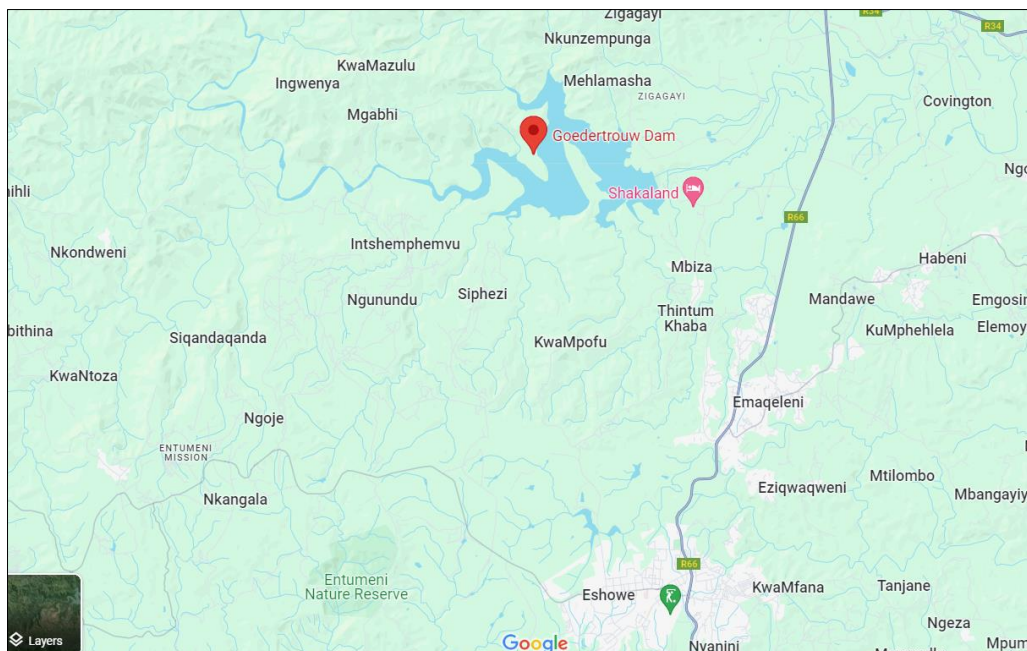 Zigagayi
R34
R34
Nkunzempunga
KwaMazulu
Ingwenya
Mehlamasha
ZIGAGAYI
Mgabhi
Covington
Goedertrouw Dam
Shakaland
R66
Nkondweni
Intshemphemvu
Habeni
Mbiza
Siphezi
Ngunundu
Mandawe
Thintum
Khaba
KuMphehlela
Siqandaqanda
KwaMpofu
KwaNtoza
Emaqeleni
Ngoje
ENTUMENI
MISSION
Mtilombo
Eziqwaqweni
Nkangala
R66
Entumeni
Nature Reserve
Eshowe
KwaMfana
Tanjane
Ngeza
Layers
Google
Nyanini